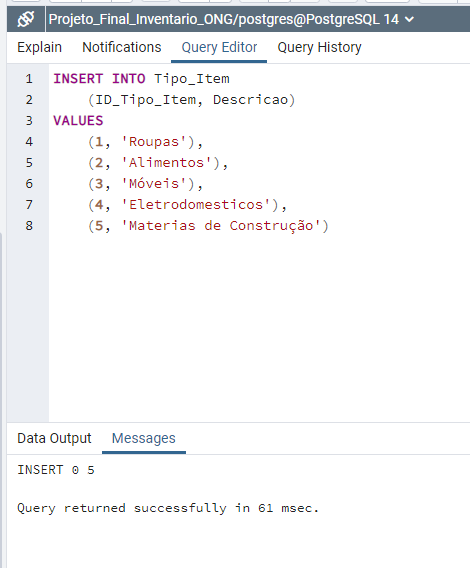 Projeto_Final_Inventario_ONG/postgres@PostgreSQL 14
Explain Notifications Query Editor Query History
1 INSERT INTO Tipo_Item
2 (ID_Tipo_Item, Descricao)
3 VALUES
4 (1, 'Roupas'),
5 (2, 'Alimentos'),
6 (3, 'Móveis'),
7 (4, 'Eletrodomesticos'),
8 (5, 'Materias de Construção')
Data Output Messages
INSERT 0 5
Query returned successfully in 61 msec.